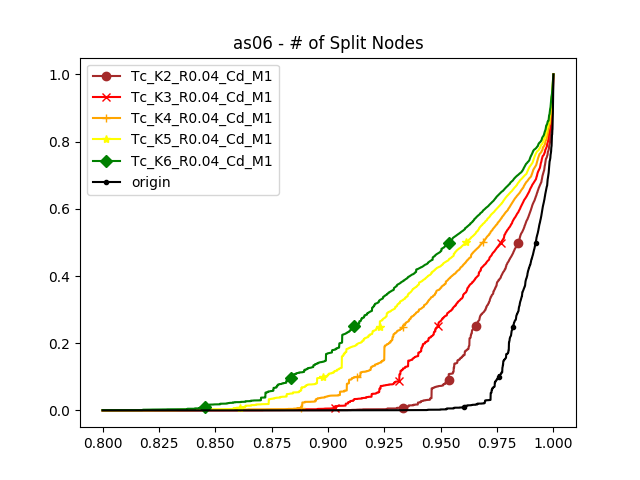 as06 - # of Split Nodes
1.0
0.8
0.6
0.4
0.2
0.0
Tc_K2_R0.04_Cd_M1
Tc_K3_R0.04_Cd_M1
Tc_K4_R0.04_Cd_M1
Tc_K5_R0.04_Cd_M1
Tc_K6_R0.04_Cd_M1
origin
0.800 0.825 0.850 0.875 0.900 0.925 0.950 0.975 1.000